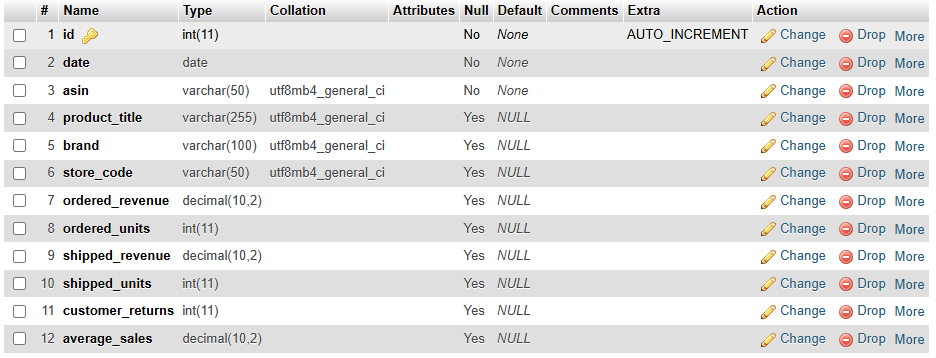 # Name Type Collation Attributes Null Default Comments Extra Action
1 id int(11) No None AUTO_INCREMENT Change Drop More
2 date date No None Change Drop More
3 asin varchar(50) utf8mb4_general_ci No None Change Drop More
4 product_title varchar(255) utf8mb4_general_ci Yes NULL Change Drop More
5 brand varchar(100) utf8mb4_general_ci Yes NULL Change Drop More
6 store_code varchar(50) utf8mb4_general_ci Yes NULL Change Drop More
7 ordered_revenue decimal(10,2) Yes NULL Change Drop More
8 ordered_units int(11) Yes NULL Change Drop More
9 shipped_revenue decimal(10,2) Yes NULL Change Drop More
10 shipped_units int(11) Yes NULL Change Drop More
11 customer_returns int(11) Yes NULL Change Drop More
12 average_sales decimal(10,2) Yes NULL Change Drop More